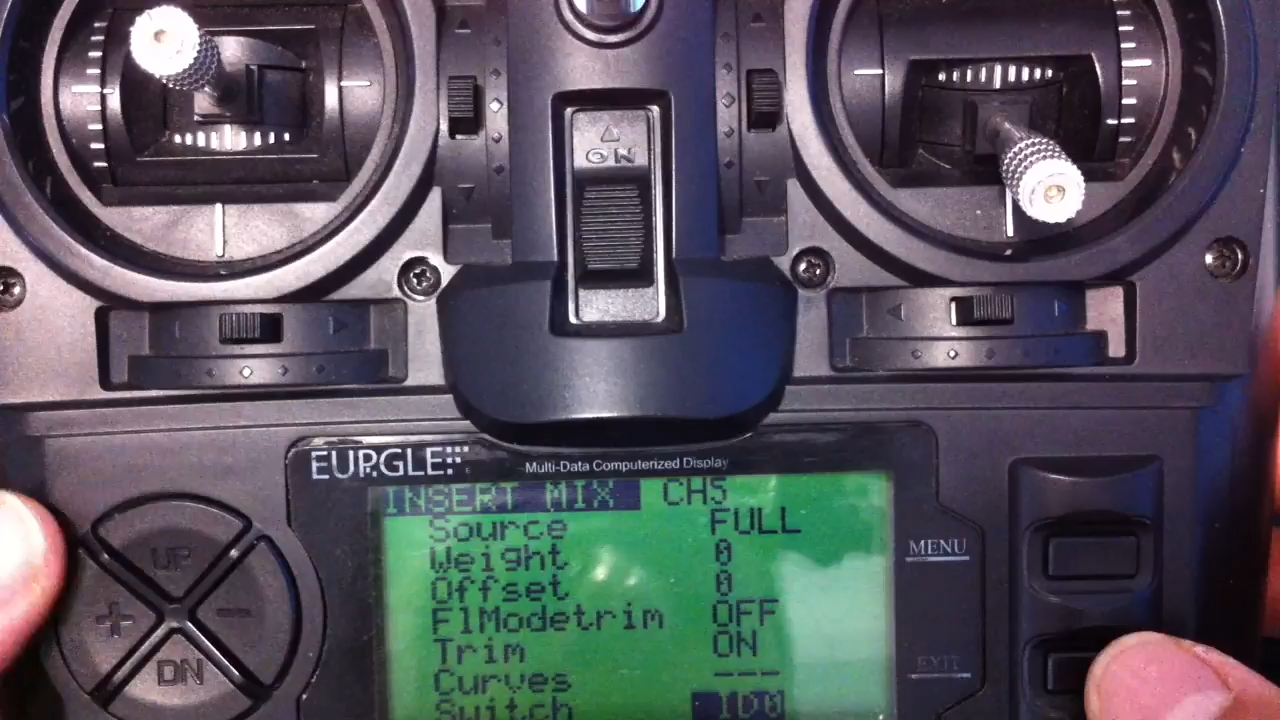 ON
EURGLE
Multi-Data Computerized Display
INSERT MIX CH5
Source FULL
Weight 0
Offset 0
FlModetrim OFF
Trim ON
Curves ---
Switch ID0
MENU
EXIT
UP
+ -
DN